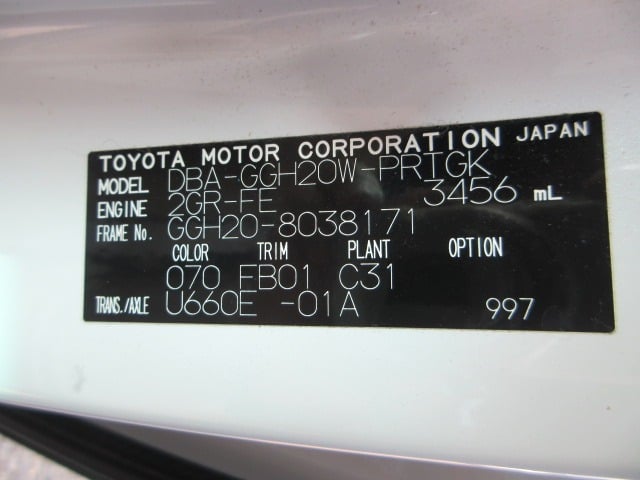 TOYOTA MOTOR CORPORATION JAPAN
MODEL DBA-GGH20W-PRTGK
ENGINE 2GR-FE 3456 mL
FRAME No. GGH20-8038171
COLOR TRIM PLANT OPTION
070 FB01 C31
TRANS./AXLE U660E -01A 997